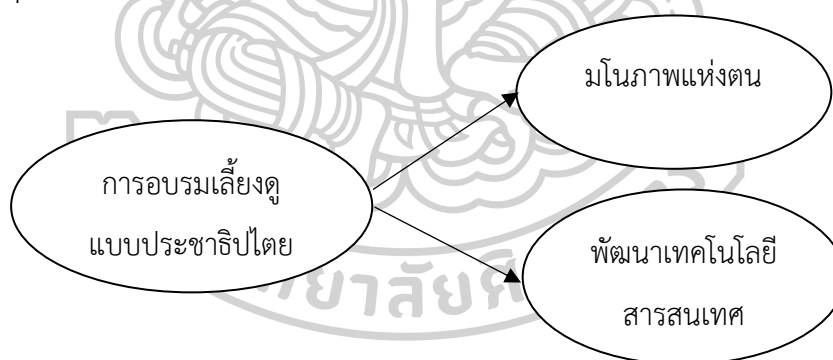 มโนภาพแห่งตน
การอบรมเลี้ยงดู
แบบประชาธิปไตย
พัฒนาเทคโนโลยี
สารสนเทศ